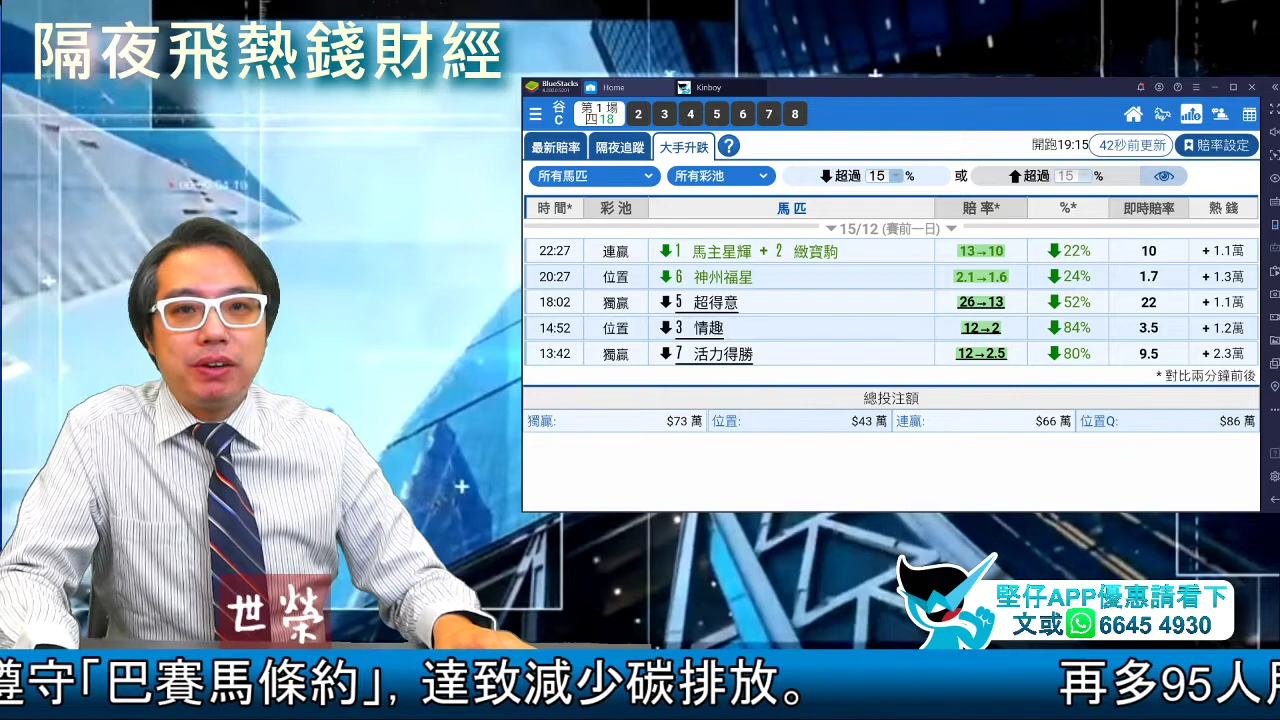 隔夜飛熱錢財經
BlueStacks
Home
Kinboy
谷
C
第1場
四18
2 3 4 5 6 7 8
最新賠率 隔夜追蹤 大手升跌 ?
開跑19:15 42秒前更新 賠率設定
所有馬匹 所有彩池 超過 15 % 或 超過 15 %
時間* 彩池 馬匹 賠率* %* 即時賠率 熱錢
15/12 (賽前一日)
22:27 連贏 1 馬主星輝 + 2 緻寶駒 13→10 22% 10 + 1.1萬
20:27 位置 6 神州福星 2.1→1.6 24% 1.7 + 1.3萬
18:02 獨贏 5 超得意 26→13 52% 22 + 1.1萬
14:52 位置 3 情趣 12→2 84% 3.5 + 1.2萬
13:42 獨贏 7 活力得勝 12→2.5 80% 9.5 + 2.3萬
* 對比兩分鐘前後
總投注額
獨贏: $73 萬 位置: $43 萬 連贏: $66 萬 位置Q: $86 萬
世榮
堅仔APP優惠請看下
文或 6645 4930
遵守「巴賽馬條約」, 達致減少碳排放。 再多95人